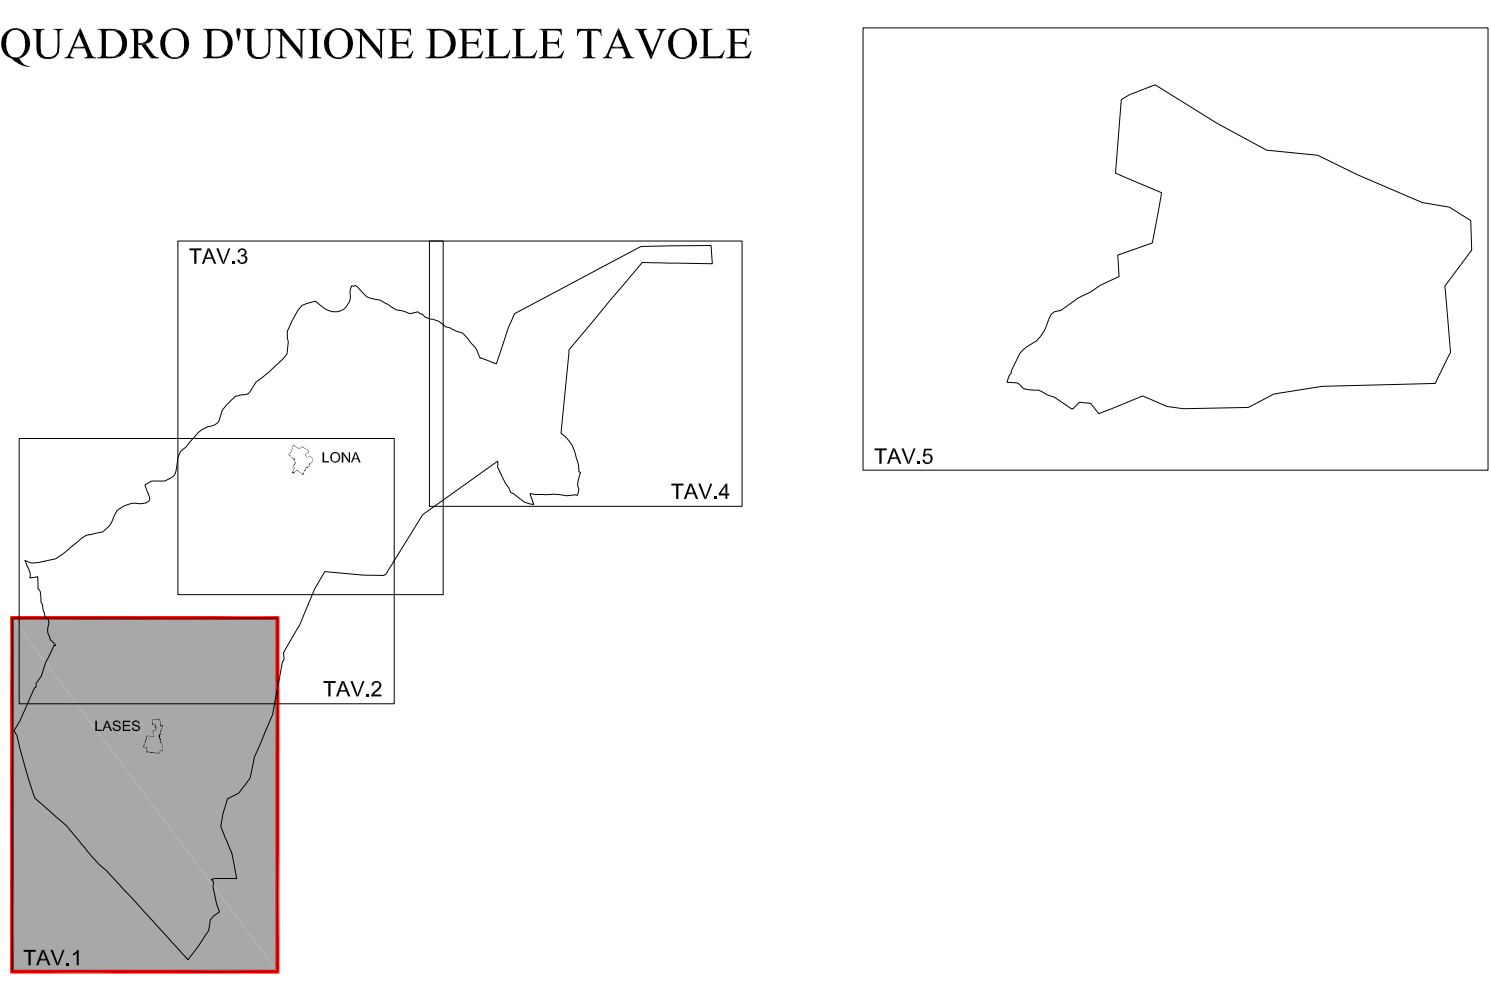 QUADRO D'UNIONE DELLE TAVOLE
TAV.3
LONA
TAV.5
TAV.4
TAV.2
LASES
TAV.1